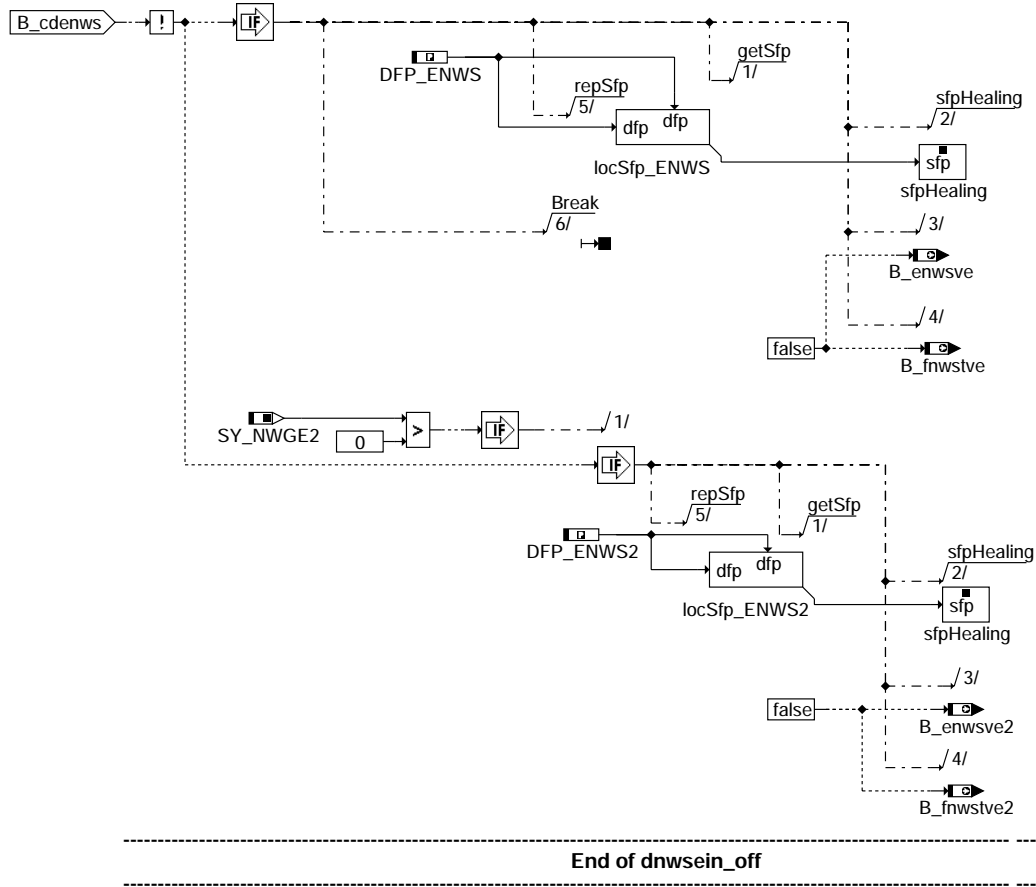 B_cdenws
!
IF
DFP_ENWS
getSfp
1/
repSfp
5/
sfpHealing
2/
dfp
dfp
locSfp_ENWS
sfp
sfpHealing
Break
6/
3/
B_enwsve
4/
false
B_fnwstve
SY_NWGE2
0
>
IF
1/
IF
repSfp
5/
getSfp
1/
DFP_ENWS2
sfpHealing
2/
dfp
dfp
locSfp_ENWS2
sfp
sfpHealing
3/
false
B_enwsve2
4/
B_fnwstve2
End of dnwsein_off